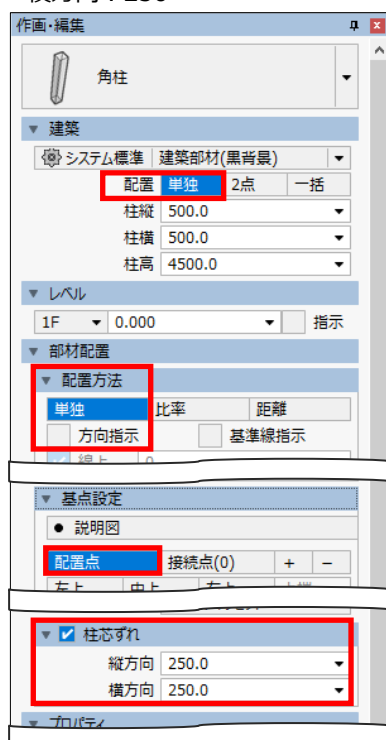 作画・編集
角柱
建築
システム標準 建築部材(黒背景)
配置 単独 2点 一括
柱縦 500.0
柱横 500.0
柱高 4500.0
レベル
1F 0.000 指示
部材配置
配置方法
単独 比率 距離
方向指示 基準線指示
基点設定
● 説明図
配置点 接続点(0) + −
柱芯ずれ
縦方向 250.0
横方向 250.0
プロパティ